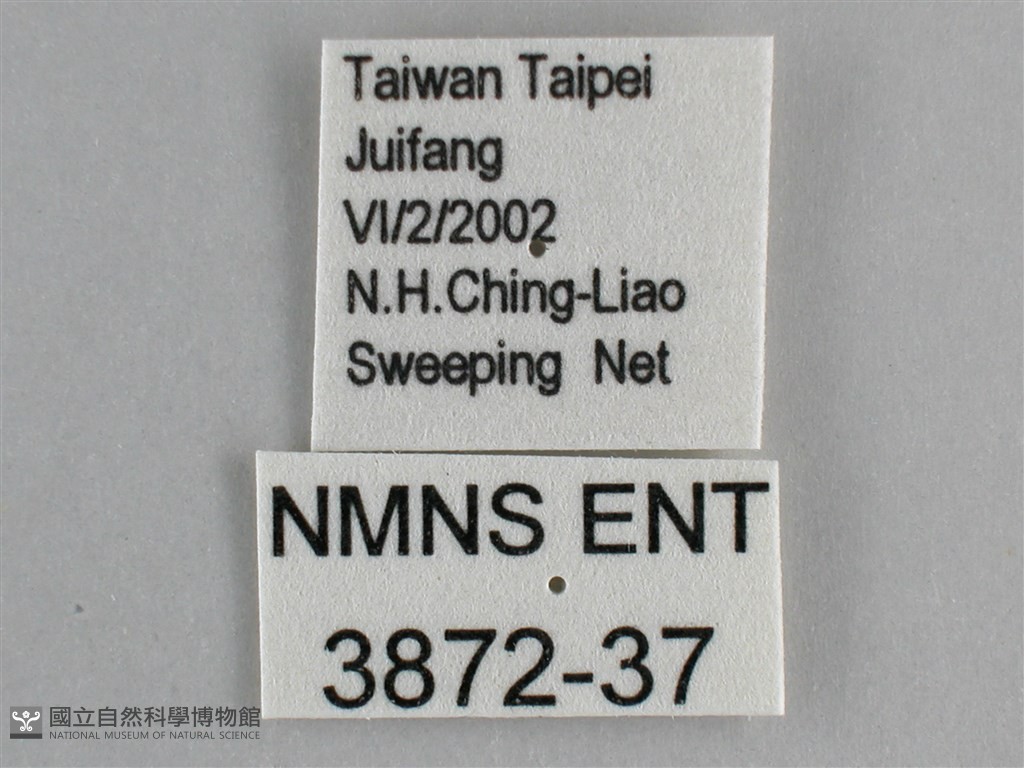 Taiwan Taipei
Juifang
VI/2/2002
N.H.Ching-Liao
Sweeping Net
NMNS ENT
3872-37
國立自然科學博物館
NATIONAL MUSEUM OF NATURAL SCIENCE